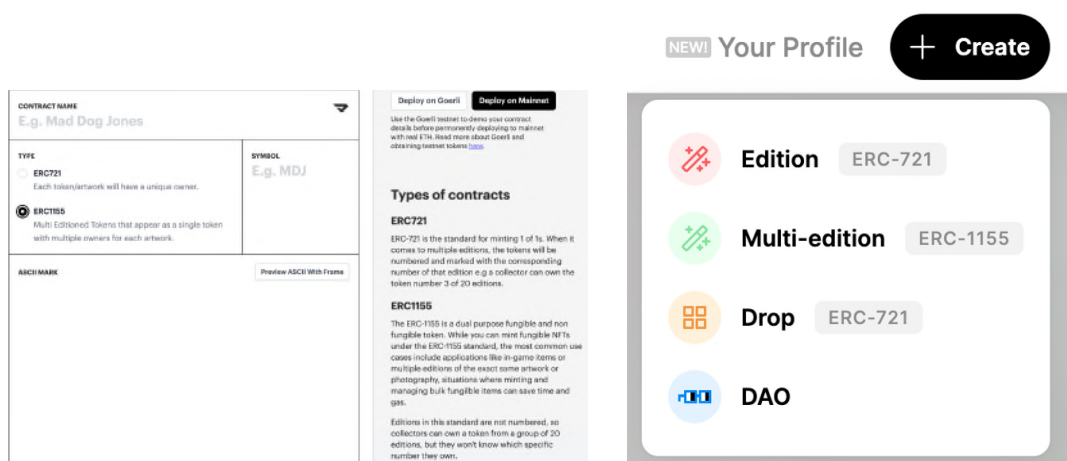 NEW! Your Profile
+ Create
CONTRACT NAME
E.g. Mad Dog Jones
TYPE
ERC721
Each token/artwork will have a unique owner.
ERC1155
Multi Editioned Tokens that appear as a single token
with multiple owners for each artwork.
SYMBOL
E.g. MDJ
ASCII MARK
Preview ASCII With Frame
Deploy on Goerli
Deploy on Mainnet
Use the Goerli testnet to demo your contract
details before permanently deploying to mainnet
with real ETH. Read more about Goerli and
obtaining testnet tokens here.
Types of contracts
ERC721
ERC-721 is the standard for minting 1 of 1s. When it
comes to multiple editions, the tokens will be
numbered and marked with the corresponding
number of that edition e.g a collector can own the
token number 3 of 20 editions.
ERC1155
The ERC-1155 is a dual purpose fungible and non
fungible token. While you can mint fungible NFTs
under the ERC-1155 standard, the most common use
cases include applications like in-game items or
multiple editions of the exact same artwork or
photography, situations where minting and
managing bulk fungible items can save time and
gas.
Editions in this standard are not numbered, so
collectors can own a token from a group of 20
editions, but they won't know which specific
number they own.
Edition ERC-721
Multi-edition ERC-1155
Drop ERC-721
DAO